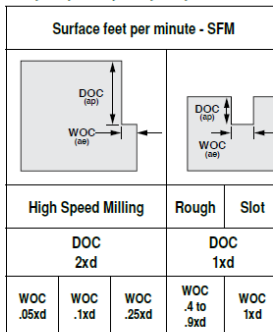 Surface feet per minute - SFM
DOC
(ap)
WOC
(ae)
DOC
(ap)
WOC
(ae)
High Speed Milling
Rough
Slot
DOC
2xd
DOC
1xd
WOC
.05xd
WOC
.1xd
WOC
.25xd
WOC
.4 to
.9xd
WOC
1xd